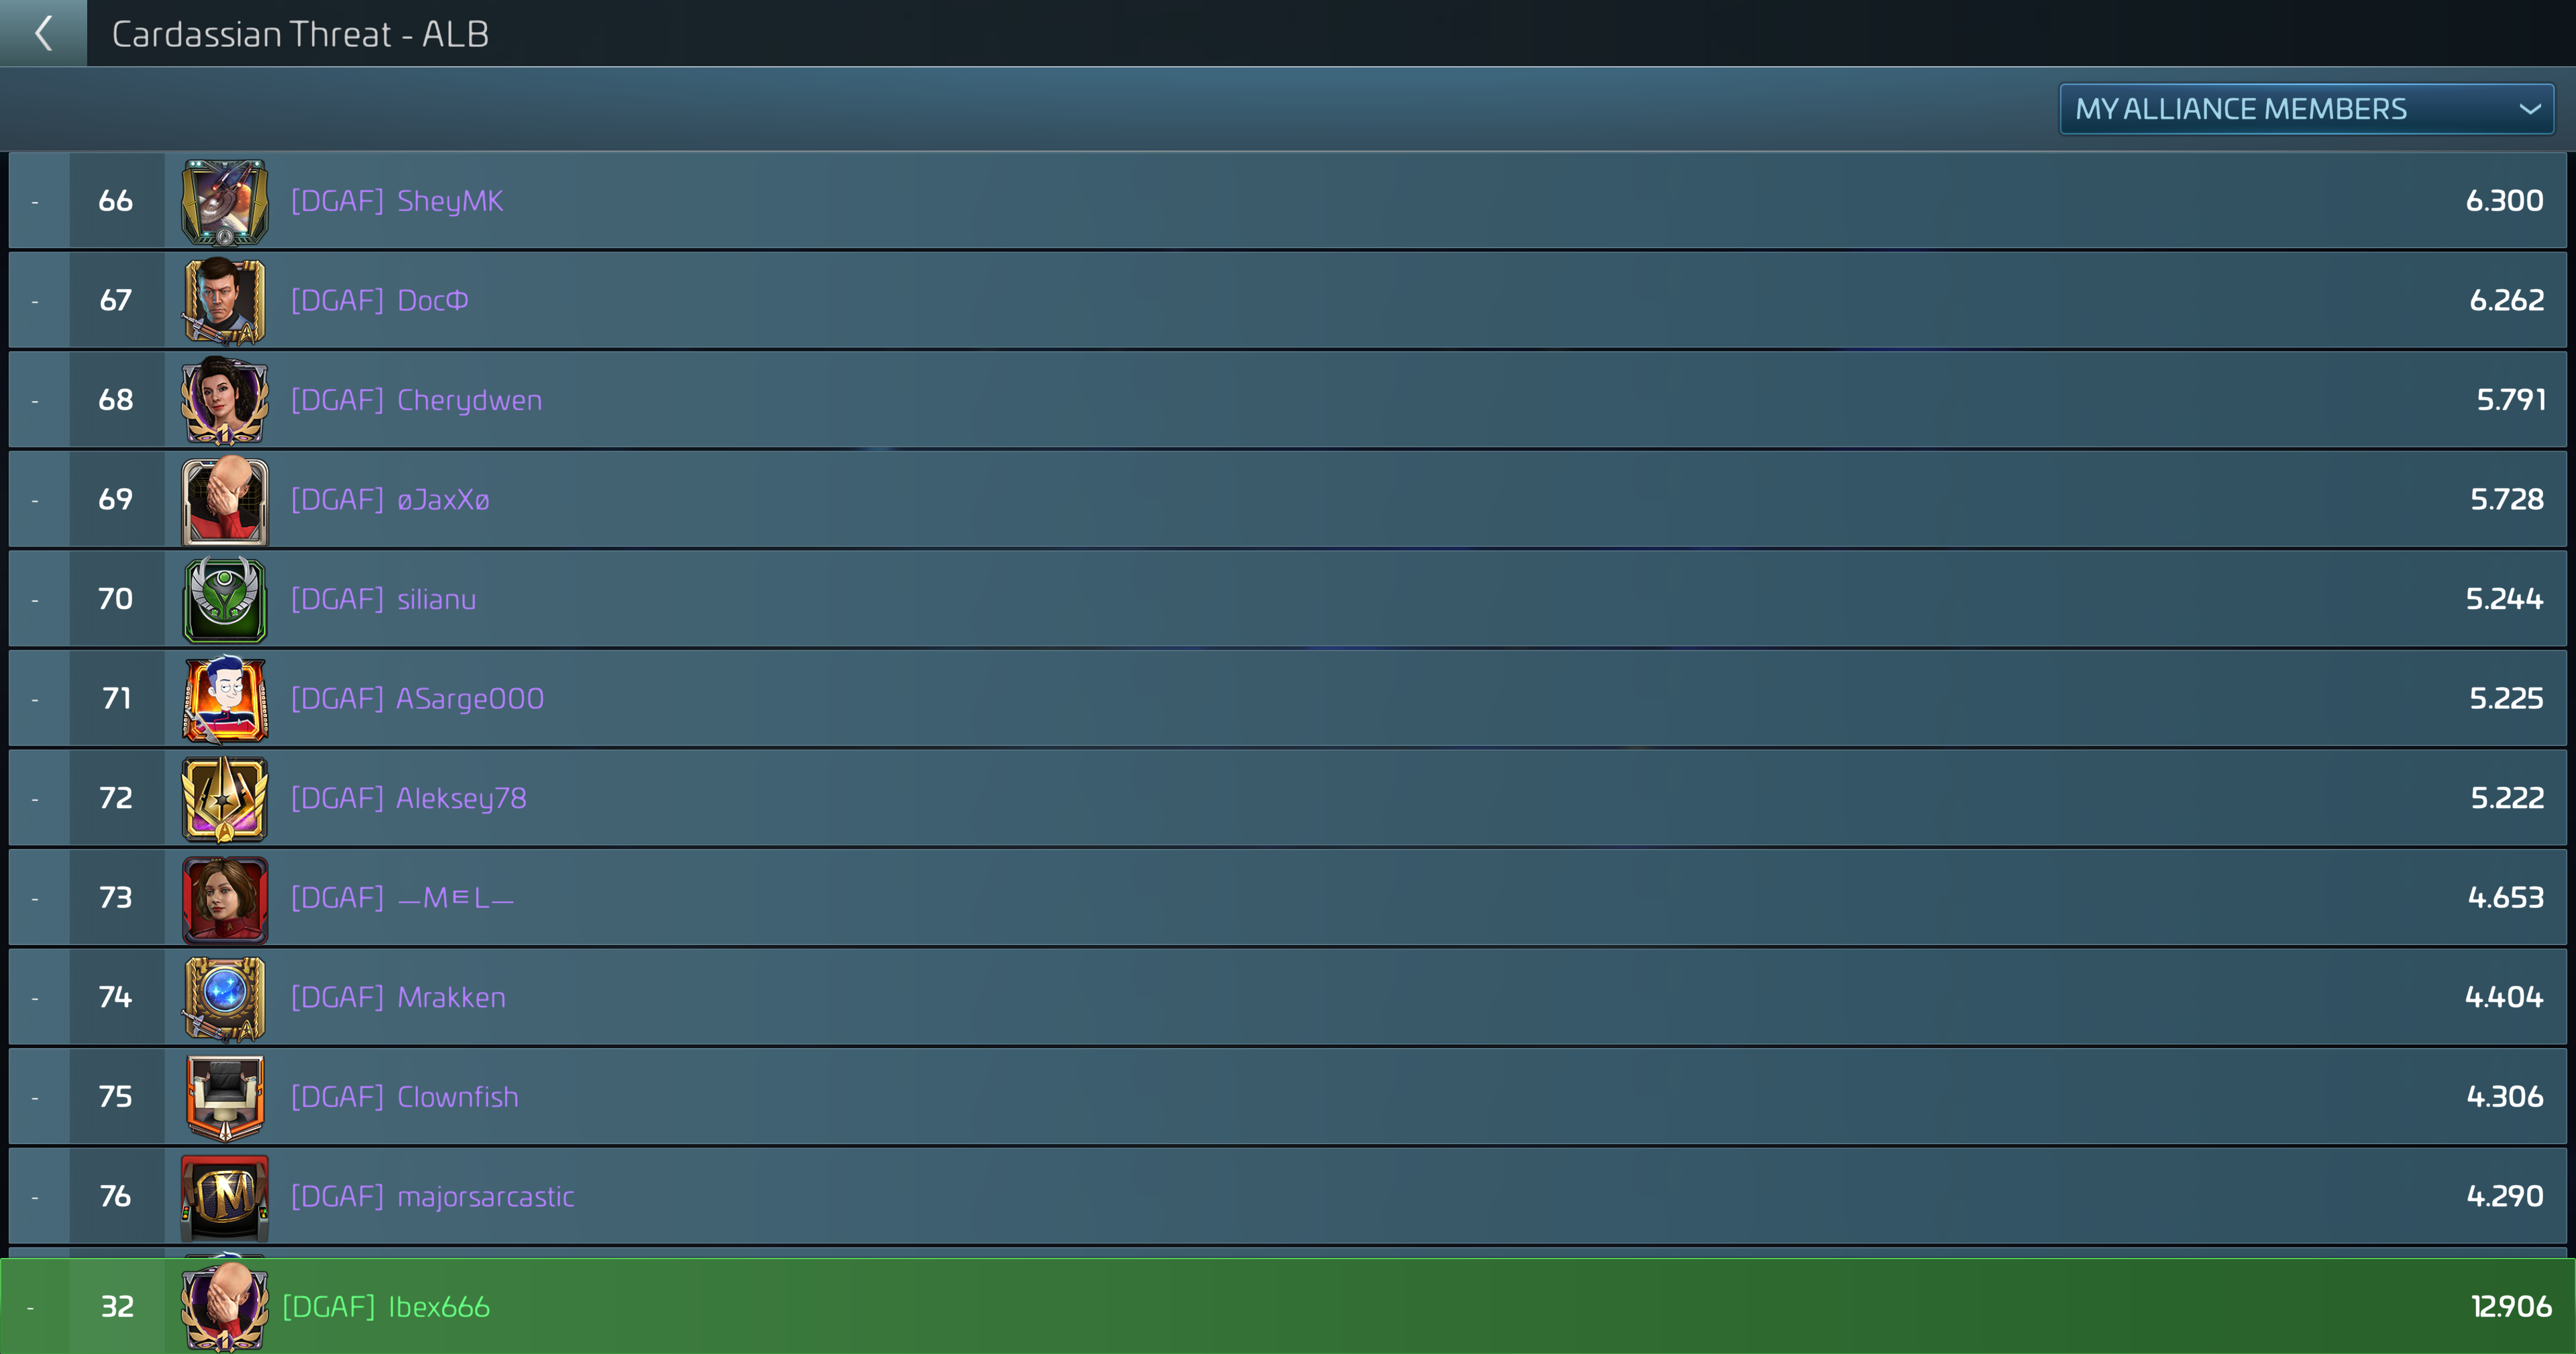 Cardassian Threat - ALB
MY ALLIANCE MEMBERS
- 66 [DGAF] SheyMK 6.300
- 67 [DGAF] DocΦ 6.262
- 68 [DGAF] Cherydwen 5.791
- 69 [DGAF] øJaxXø 5.728
- 70 [DGAF] silianu 5.244
- 71 [DGAF] ASarge000 5.225
- 72 [DGAF] Aleksey78 5.222
- 73 [DGAF] —MΞL— 4.653
- 74 [DGAF] Mrakken 4.404
- 75 [DGAF] Clownfish 4.306
- 76 [DGAF] majorsarcastic 4.290
- 32 [DGAF] Ibex666 12.906